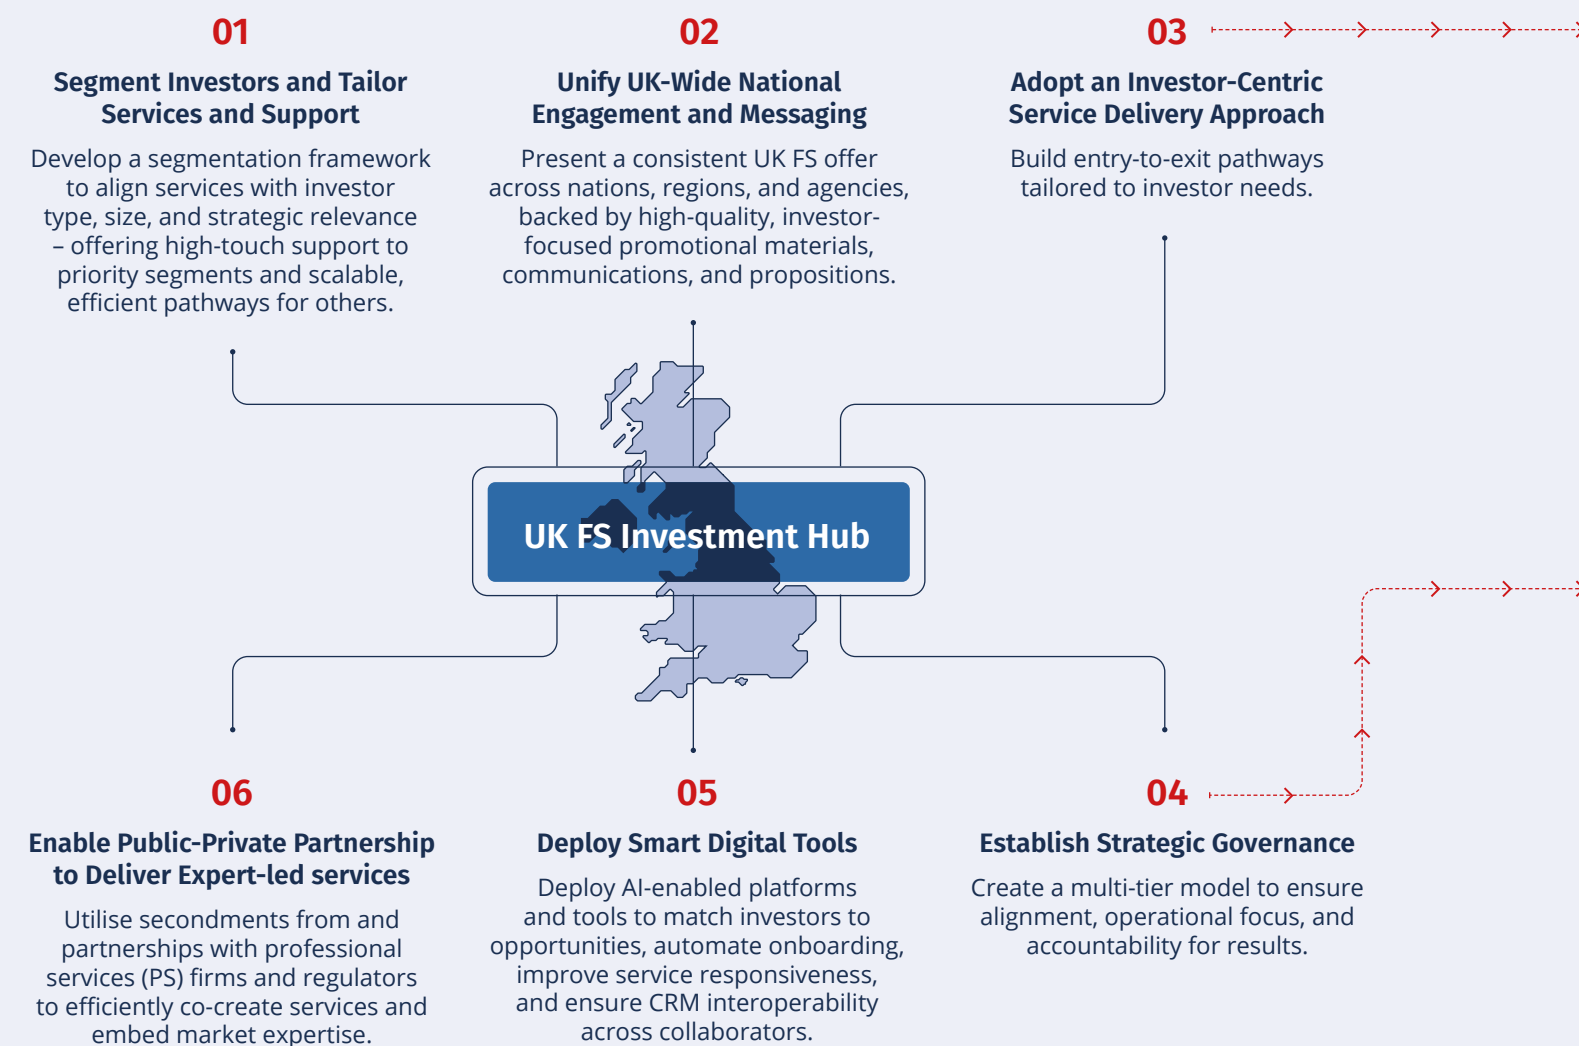 01
Segment Investors and Tailor
Services and Support
Develop a segmentation framework
to align services with investor
type, size, and strategic relevance
– offering high-touch support to
priority segments and scalable,
efficient pathways for others.
02
Unify UK-Wide National
Engagement and Messaging
Present a consistent UK FS offer
across nations, regions, and agencies,
backed by high-quality, investor-
focused promotional materials,
communications, and propositions.
03
Adopt an Investor-Centric
Service Delivery Approach
Build entry-to-exit pathways
tailored to investor needs.
UK FS Investment Hub
06
Enable Public-Private Partnership
to Deliver Expert-led services
Utilise secondments from and
partnerships with professional
services (PS) firms and regulators
to efficiently co-create services and
embed market expertise.
05
Deploy Smart Digital Tools
Deploy AI-enabled platforms
and tools to match investors to
opportunities, automate onboarding,
improve service responsiveness,
and ensure CRM interoperability
across collaborators.
04
Establish Strategic Governance
Create a multi-tier model to ensure
alignment, operational focus, and
accountability for results.